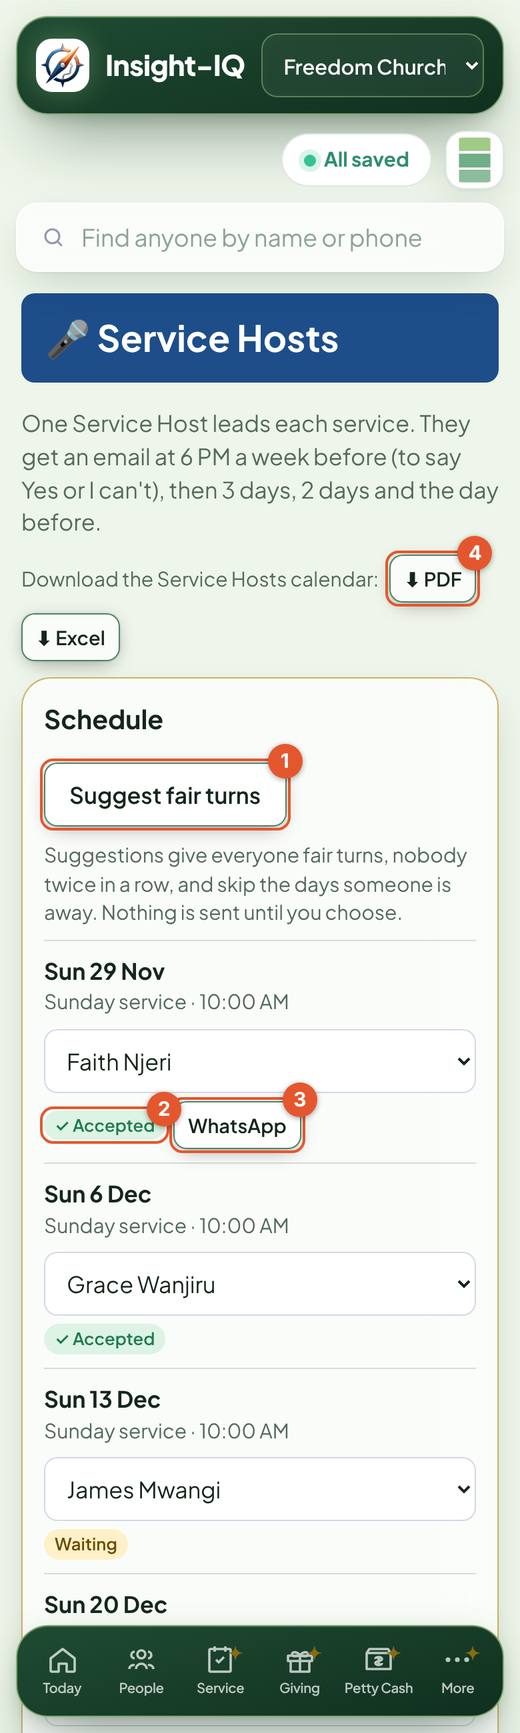 Insight-IQ
Freedom Church
All saved
Find anyone by name or phone
🎤 Service Hosts
One Service Host leads each service. They
get an email at 6 PM a week before (to say
Yes or I can't), then 3 days, 2 days and the day
before.
Download the Service Hosts calendar:
⬇ PDF
4
⬇ Excel
Schedule
Suggest fair turns
1
Suggestions give everyone fair turns, nobody
twice in a row, and skip the days someone is
away. Nothing is sent until you choose.
Sun 29 Nov
Sunday service · 10:00 AM
Faith Njeri
✓ Accepted
2
WhatsApp
3
Sun 6 Dec
Sunday service · 10:00 AM
Grace Wanjiru
✓ Accepted
Sun 13 Dec
Sunday service · 10:00 AM
James Mwangi
Waiting
Sun 20 Dec
Today
People
Service
Giving
Petty Cash
More